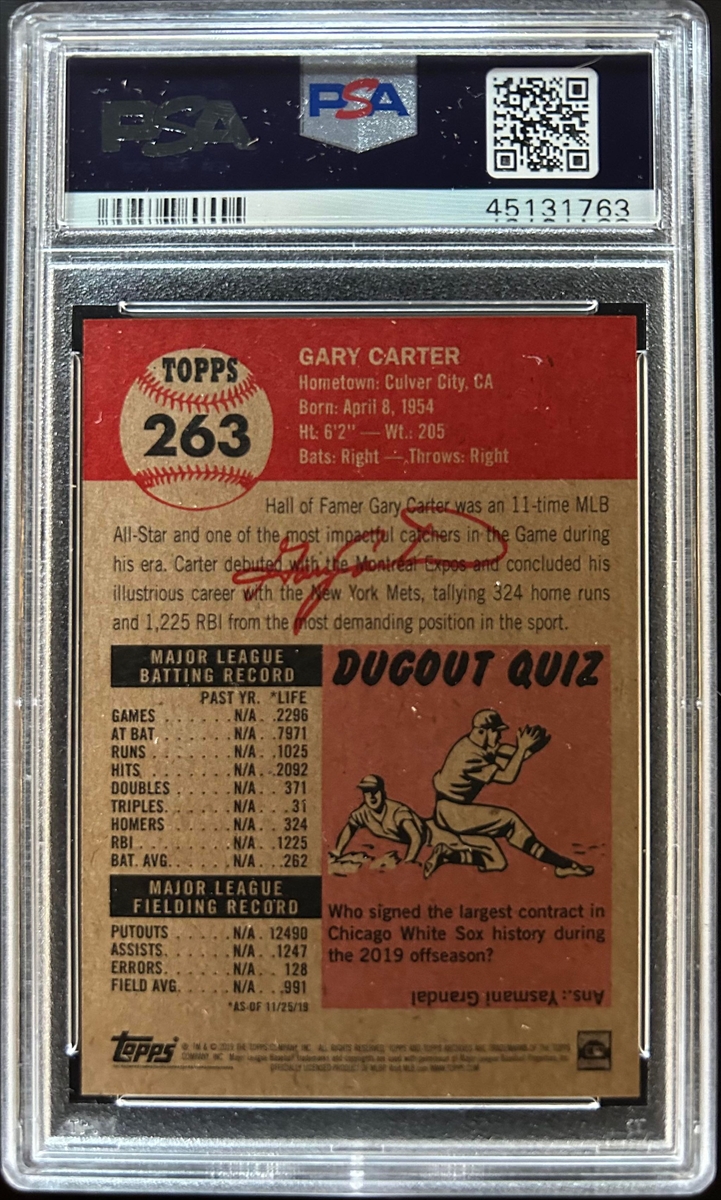 PSA
PSA
45131763
TOPPS
263
GARY CARTER
Hometown: Culver City, CA
Born: April 8, 1954
Ht: 6'2" — Wt.: 205
Bats: Right — Throws: Right
Hall of Famer Gary Carter was an 11-time MLB
All-Star and one of the most impactful catchers in the Game during
his era. Carter debuted with the Montreal Expos and concluded his
illustrious career with the New York Mets, tallying 324 home runs
and 1,225 RBI from the most demanding position in the sport.
Gary Carter
MAJOR LEAGUE
BATTING RECORD
PAST YR. *LIFE
GAMES . . . . . . N/A . .2296
AT BAT. . . . . . . N/A . .7971
RUNS . . . . . . . N/A . .1025
HITS . . . . . . . N/A . .2092
DOUBLES . . . . . N/A . . 371
TRIPLES. . . . . . N/A . . 31
HOMERS . . . . . N/A . . 324
RBI . . . . . . . . N/A . .1225
BAT. AVG. . . . . N/A . . .262
MAJOR LEAGUE
FIELDING RECORD
PUTOUTS . . . . . N/A . 12490
ASSISTS. . . . . . N/A . .1247
ERRORS. . . . . . N/A . . 128
FIELD AVG. . . . . N/A . . .991
*AS-OF 11/25/19
DUGOUT QUIZ
Who signed the largest contract in
Chicago White Sox history during
the 2019 offseason?
Ans.: Yasmani Grandal
topps